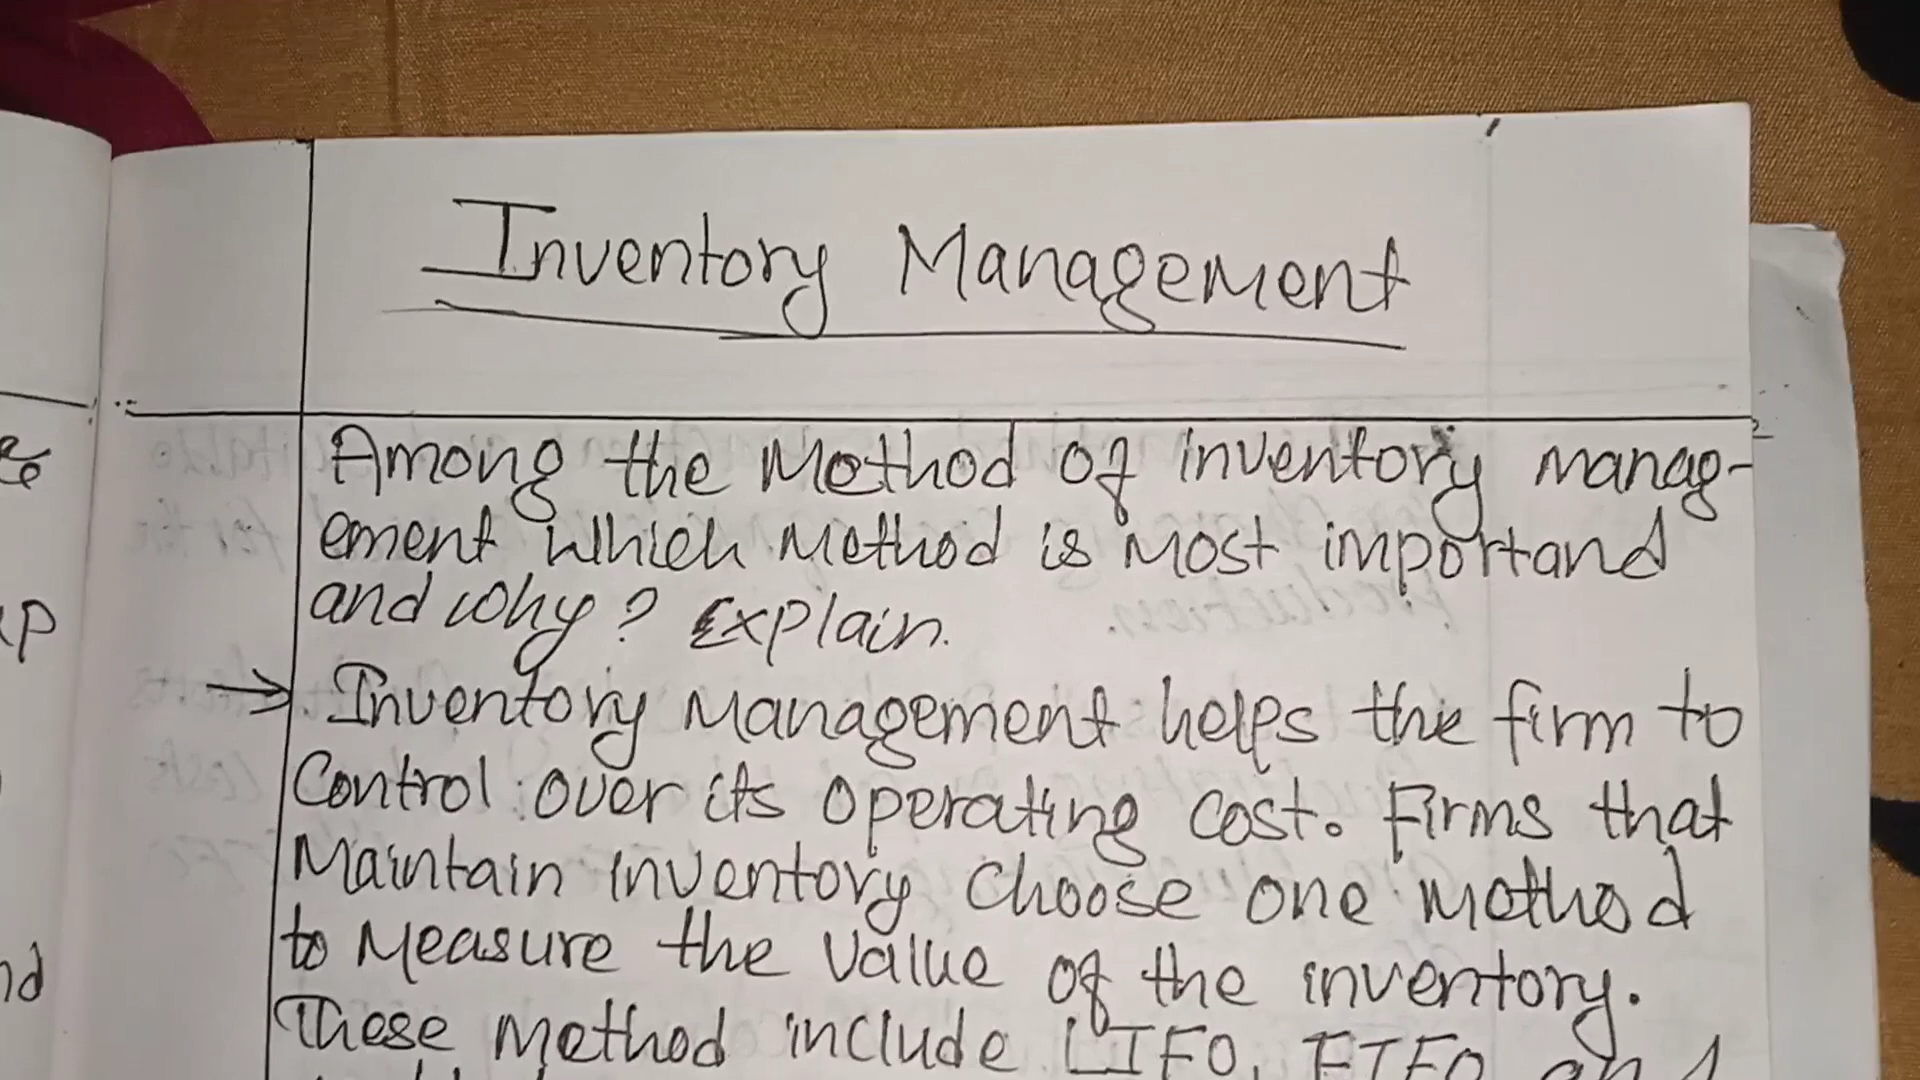 Inventory Management
Among the Method of inventory manag-
ement which Method is most importand
and why? Explain.
→ Inventory Management helps the firm to
Control over its operating cost. Firms that
Maintain inventory choose one method
to Measure the value of the inventory.
These method include LIFO, FIFO and